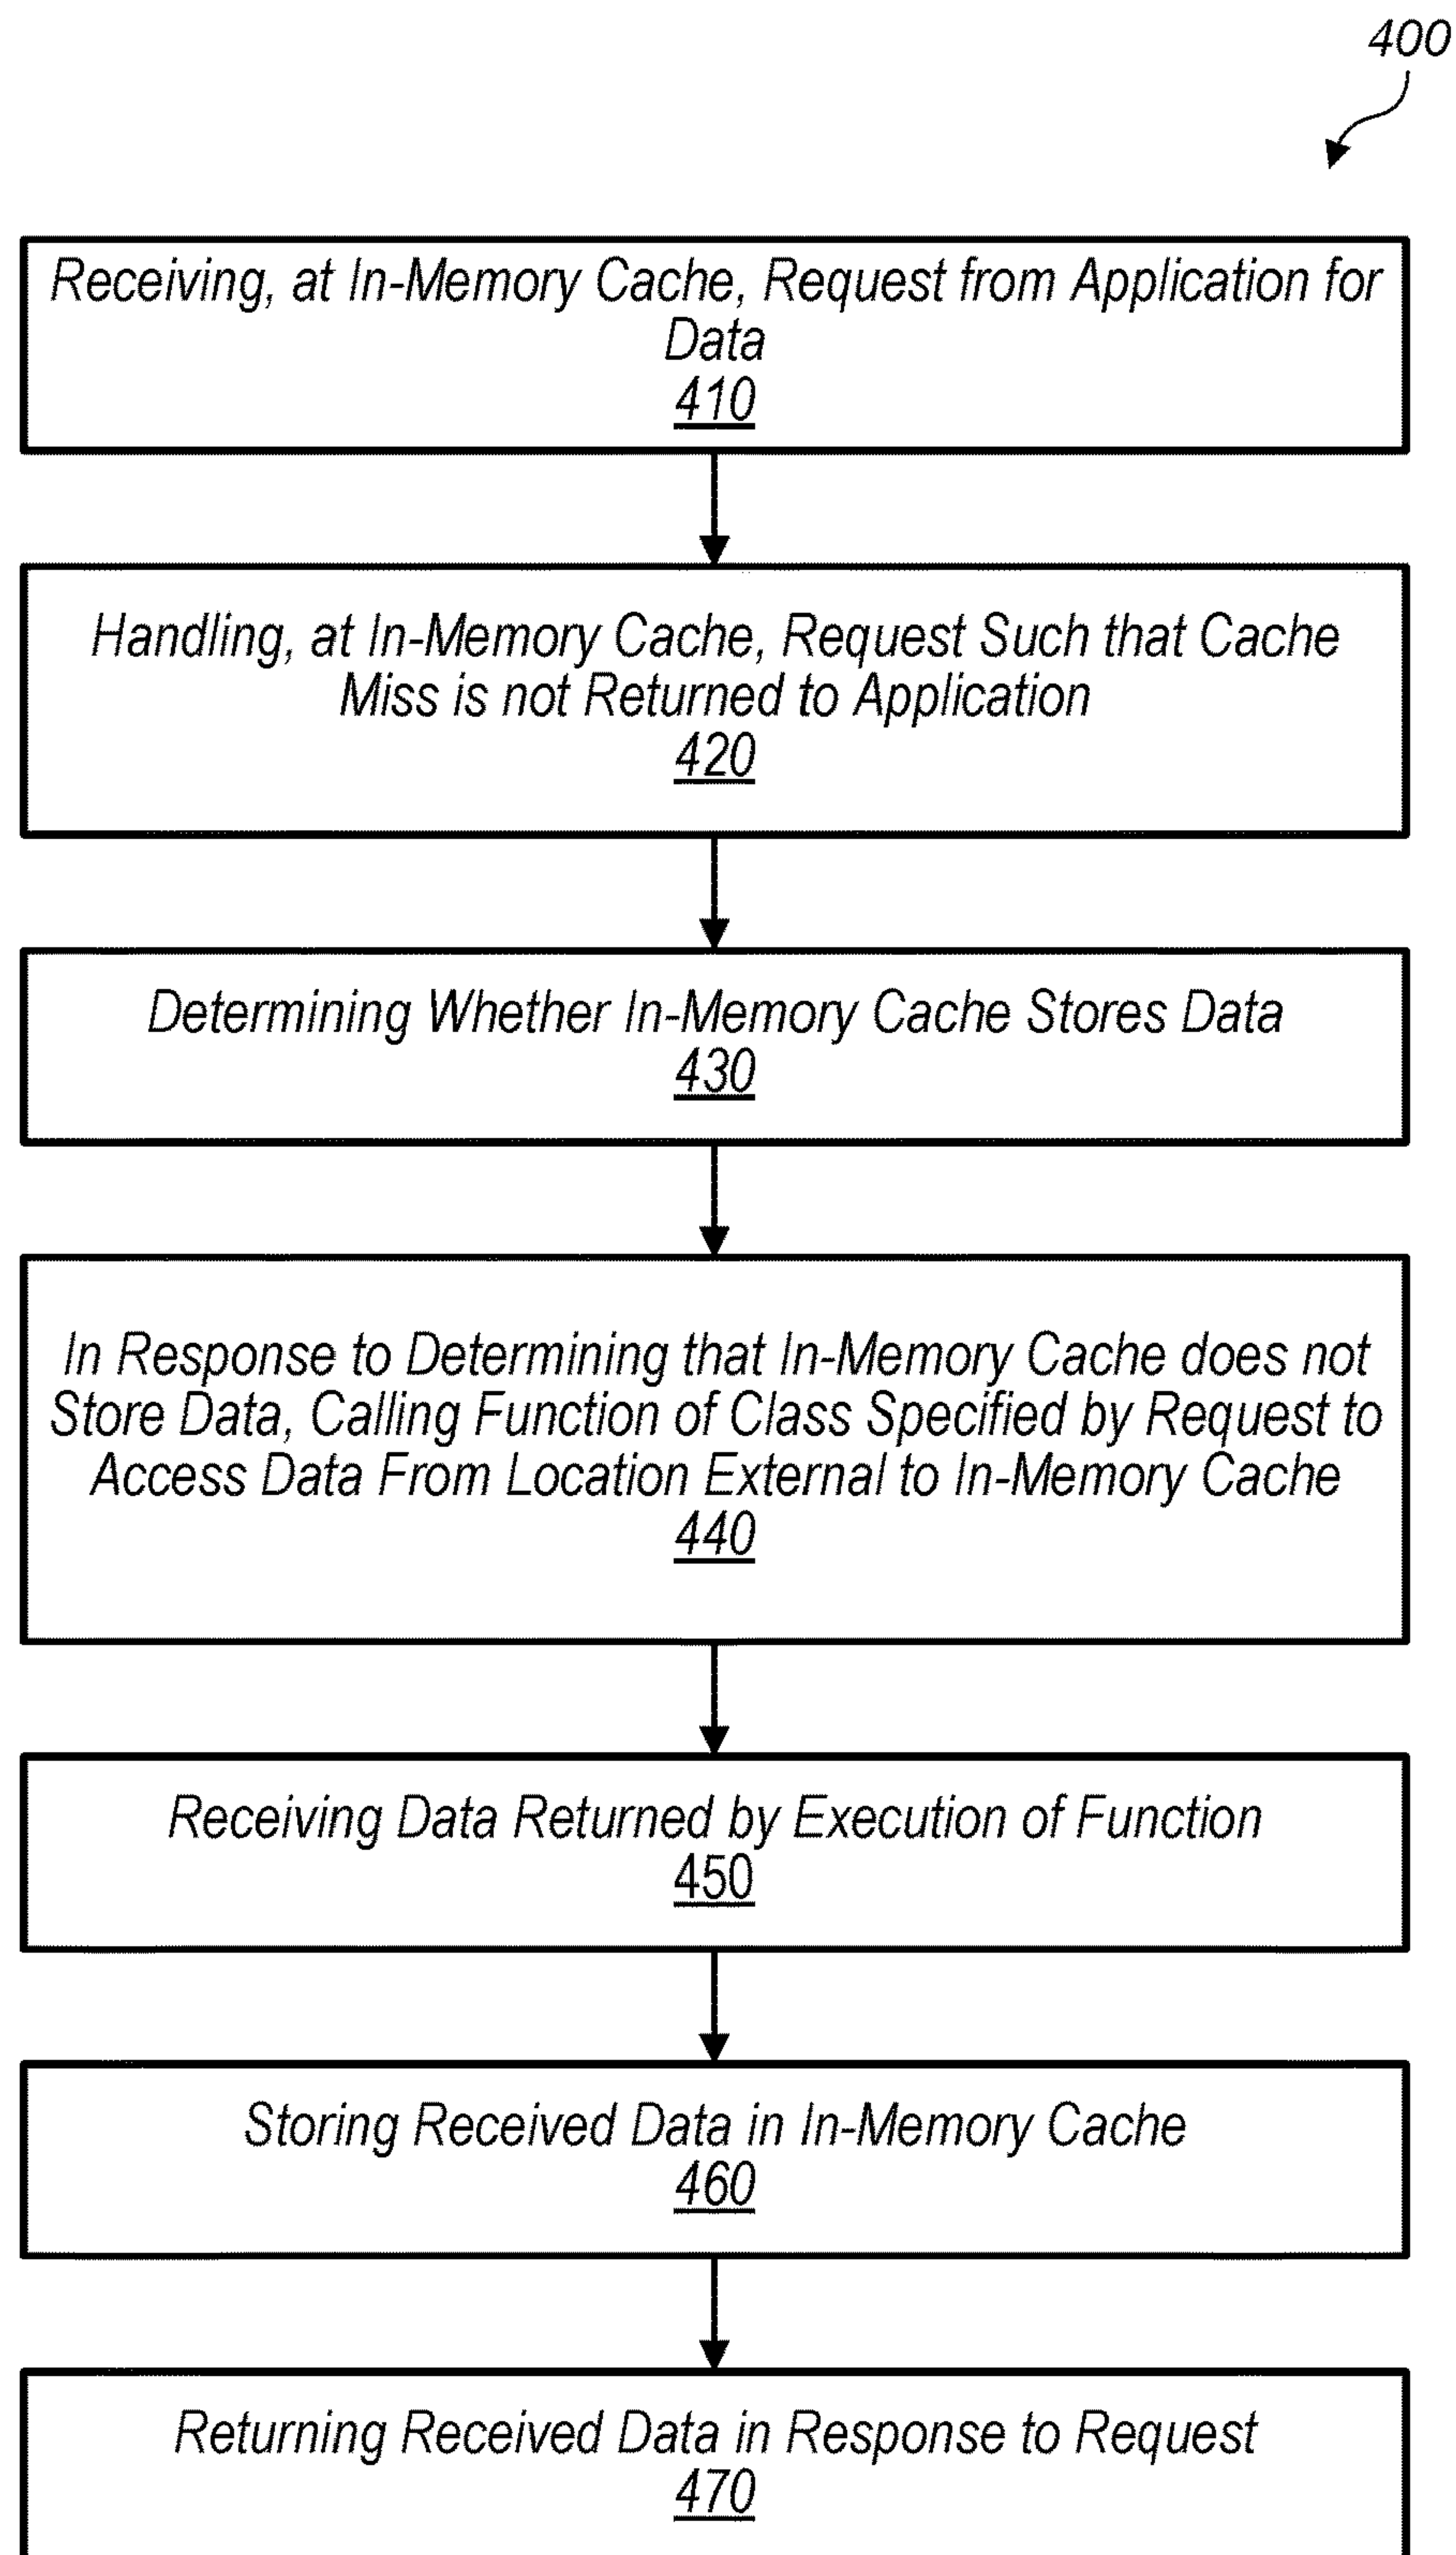 400
Receiving, at In-Memory Cache, Request from Application for
Data
410
Handling, at In-Memory Cache, Request Such that Cache
Miss is not Returned to Application
420
Determining Whether In-Memory Cache Stores Data
430
In Response to Determining that In-Memory Cache does not
Store Data, Calling Function of Class Specified by Request to
Access Data From Location External to In-Memory Cache
440
Receiving Data Returned by Execution of Function
450
Storing Received Data in In-Memory Cache
460
Returning Received Data in Response to Request
470